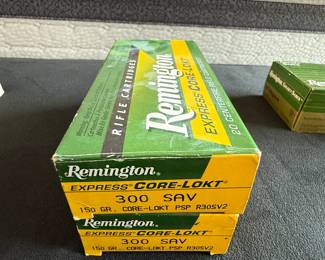 RIFLE CARTRIDGES
Remington
EXPRESS CORE-LOKT
20 CENTERFIRE RIFLE CARTRIDGES
Remington
EXPRESS® CORE-LOKT®
300 SAV
150 GR. CORE-LOKT PSP R30SV2
Remington
EXPRESS® CORE-LOKT®
300 SAV
150 GR. CORE-LOKT PSP R30SV2